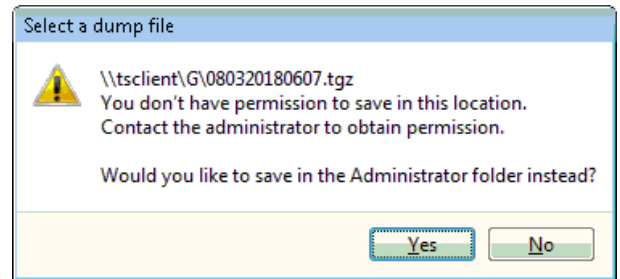 Select a dump file
\\tsclient\G\080320180607.tgz
You don't have permission to save in this location.
Contact the administrator to obtain permission.
Would you like to save in the Administrator folder instead?
Yes
No